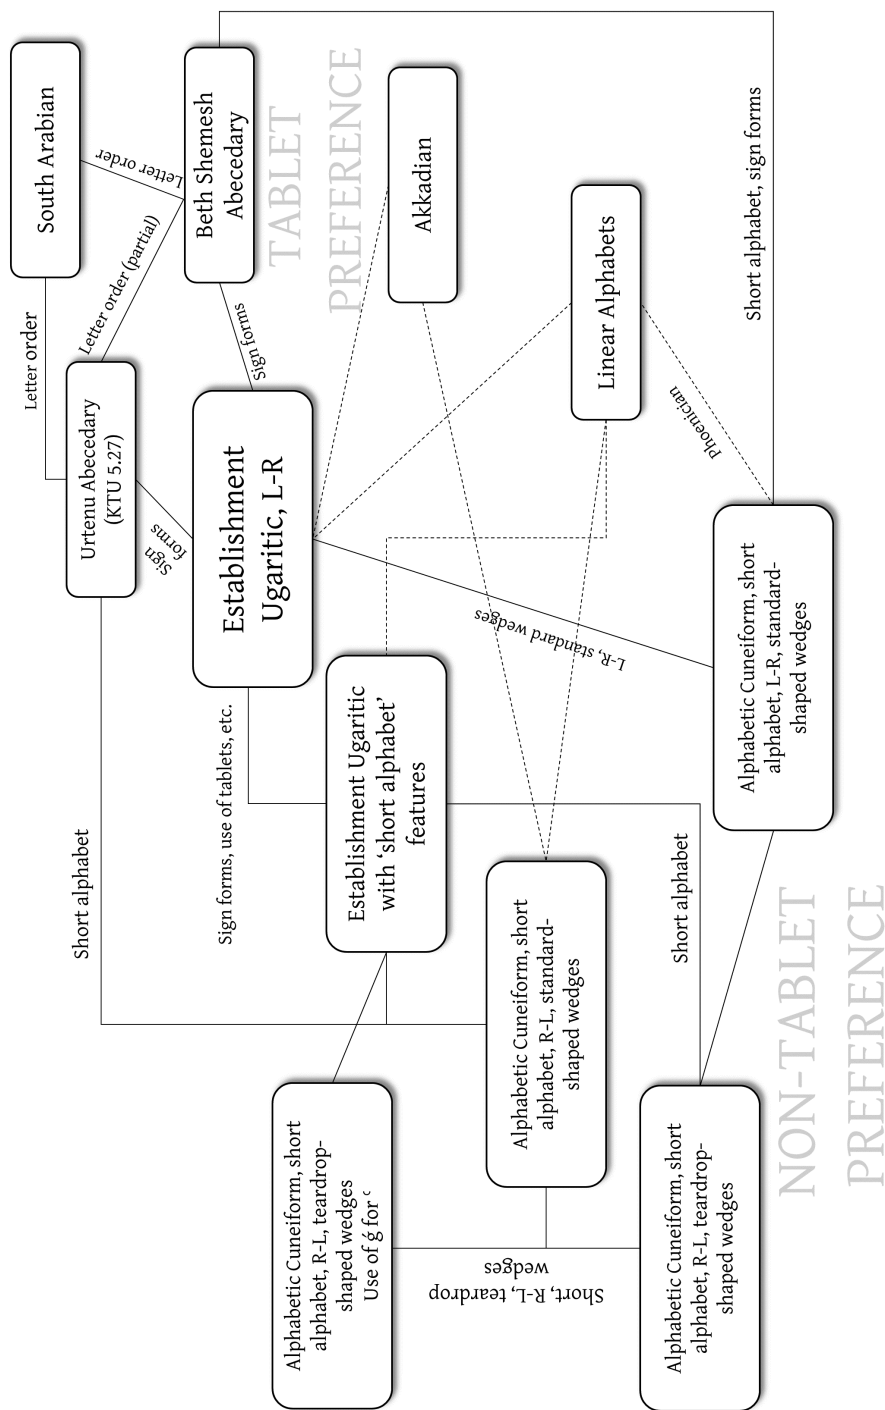 South Arabian
Letter order
Letter order
Letter order (partial)
Beth Shemesh
Abecedary
TABLET
PREFERENCE
Urtenu Abecedary
(KTU 5.27)
Sign
forms
Sign forms
Akkadian
Establishment
Ugaritic, L-R
Linear Alphabets
Short alphabet, sign forms
Phoenician
L-R, standard wedges
Sign forms, use of tablets, etc.
Establishment Ugaritic
with ‘short alphabet’
features
Short alphabet
Alphabetic Cuneiform, short
alphabet, L-R, standard-
shaped wedges
Alphabetic Cuneiform, short
alphabet, R-L, standard-
shaped wedges
Short alphabet
NON-TABLET
PREFERENCE
Alphabetic Cuneiform, short
alphabet, R-L, teardrop-
shaped wedges
Use of ǵ for ʿ
Short, R-L, teardrop
wedges
Alphabetic Cuneiform, short
alphabet, R-L, teardrop-
shaped wedges